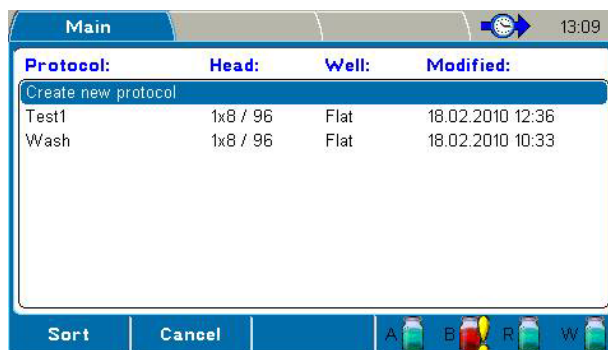 Main 13:09
Protocol: Head: Well: Modified:
Create new protocol
Test1 1x8 / 96 Flat 18.02.2010 12:36
Wash 1x8 / 96 Flat 18.02.2010 10:33
Sort Cancel A B ! R W